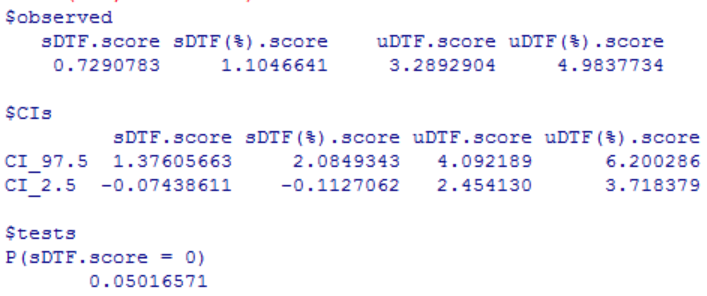 $observed
sDTF.score sDTF(%).score uDTF.score uDTF(%).score
0.7290783 1.1046641 3.2892904 4.9837734
$CIs
sDTF.score sDTF(%).score uDTF.score uDTF(%).score
CI_97.5 1.37605663 2.0849343 4.092189 6.200286
CI_2.5 -0.07438611 -0.1127062 2.454130 3.718379
$tests
P(sDTF.score = 0)
0.05016571